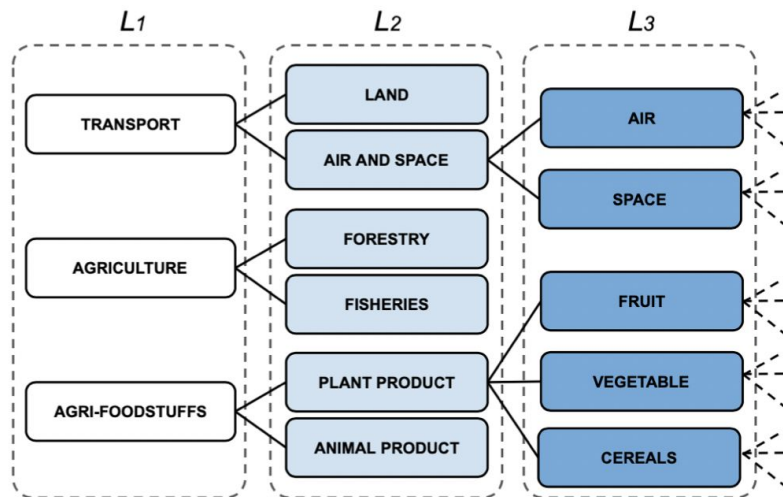 L1
L2
L3
TRANSPORT
LAND
AIR AND SPACE
AIR
SPACE
AGRICULTURE
FORESTRY
FISHERIES
AGRI-FOODSTUFFS
PLANT PRODUCT
ANIMAL PRODUCT
FRUIT
VEGETABLE
CEREALS